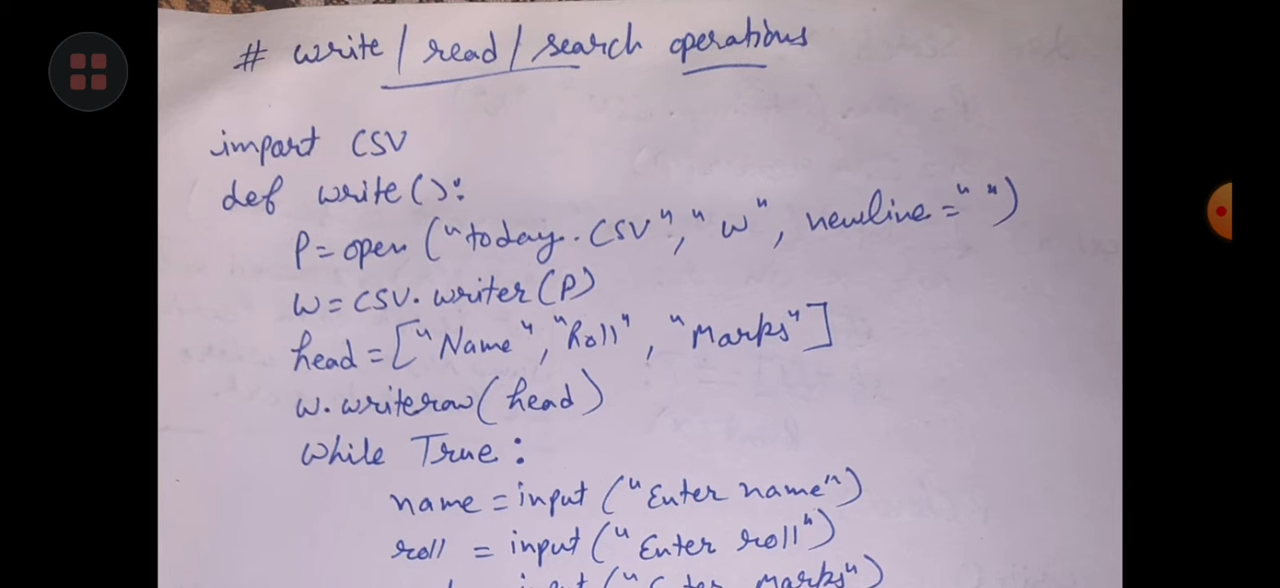 # write / read / search operations
import CSV
def write():
P=open ("today.CSV", "w", newline="")
w=CSV.writer(P)
head=["Name", "Roll", "Marks"]
w.writerow(head)
While True:
name=input ("Enter name")
roll = input ("Enter roll")
marks")